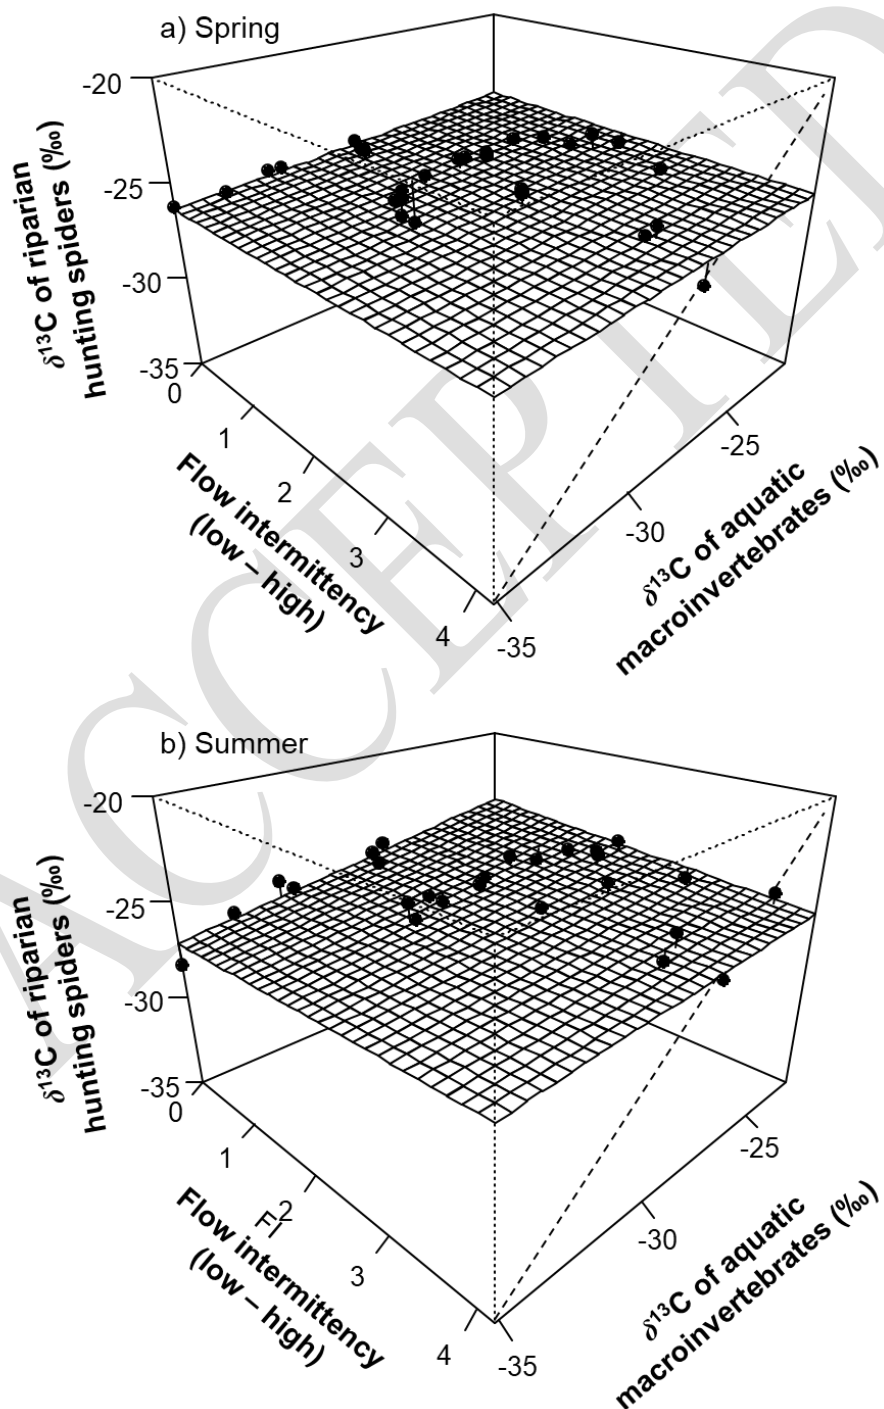 a) Spring
-20
-25
-30
-35
δ¹³C of riparian
hunting spiders (‰)
0
1
2
3
4
Flow intermittency
(low – high)
-35
-30
-25
δ¹³C of aquatic
macroinvertebrates (‰)
b) Summer
-20
-25
-30
-35
δ¹³C of riparian
hunting spiders (‰)
0
1
2
3
4
FI
Flow intermittency
(low – high)
-35
-30
-25
δ¹³C of aquatic
macroinvertebrates (‰)
ACCEPTED